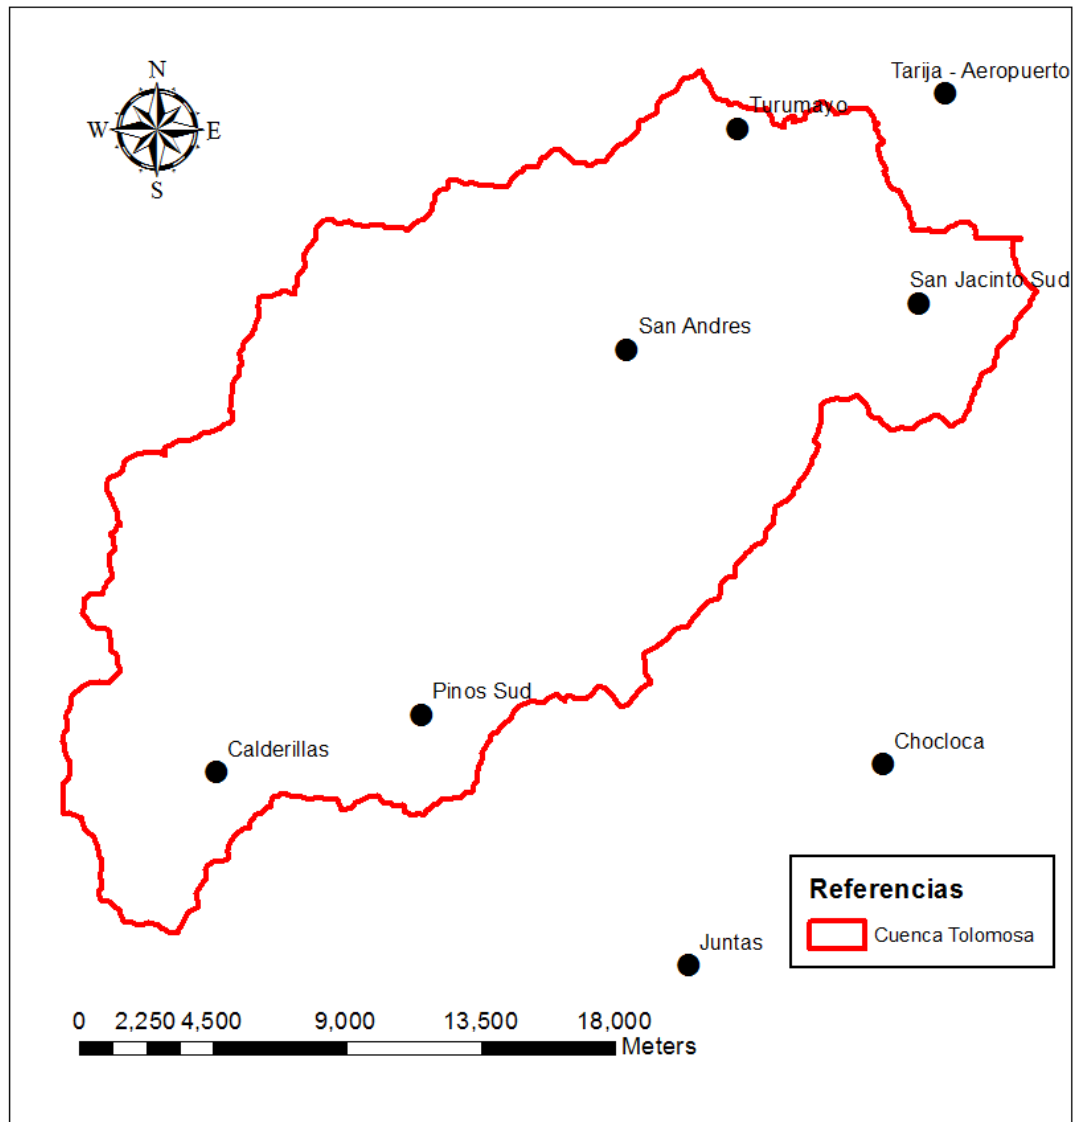 N
W E
S
Tarija - Aeropuerto
Turumayo
San Jacinto Sud
San Andres
Pinos Sud
Calderillas
Chocloca
Referencias
Cuenca Tolomosa
Juntas
0 2,250 4,500 9,000 13,500 18,000
Meters